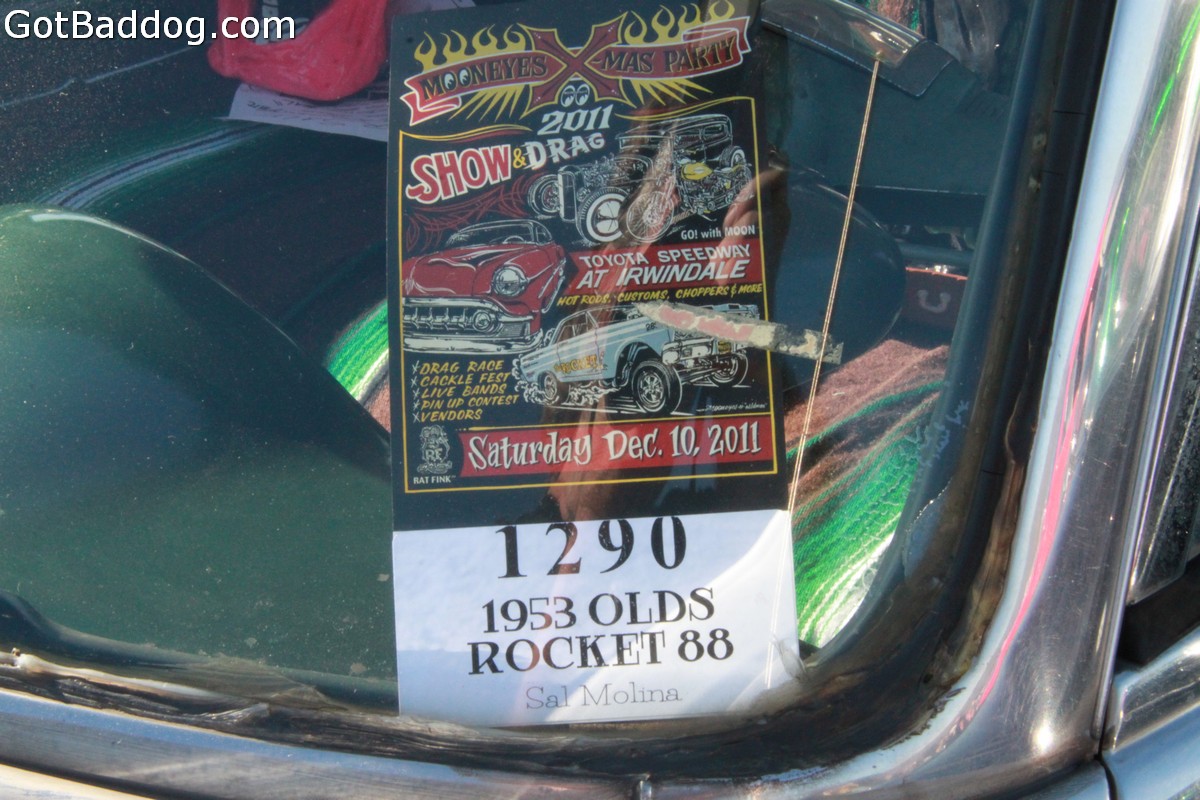 GotBaddog.com
MOONEYES X-MAS PARTY
2011
SHOW & DRAG
GO! with MOON
TOYOTA SPEEDWAY
AT IRWINDALE
HOT RODS, CUSTOMS, CHOPPERS & MORE
DRAG RACE
CACKLE FEST
LIVE BANDS
PIN UP CONTEST
VENDORS
RAT FINK
Saturday Dec. 10, 2011
1290
1953 OLDS
ROCKET 88
Sal Molina